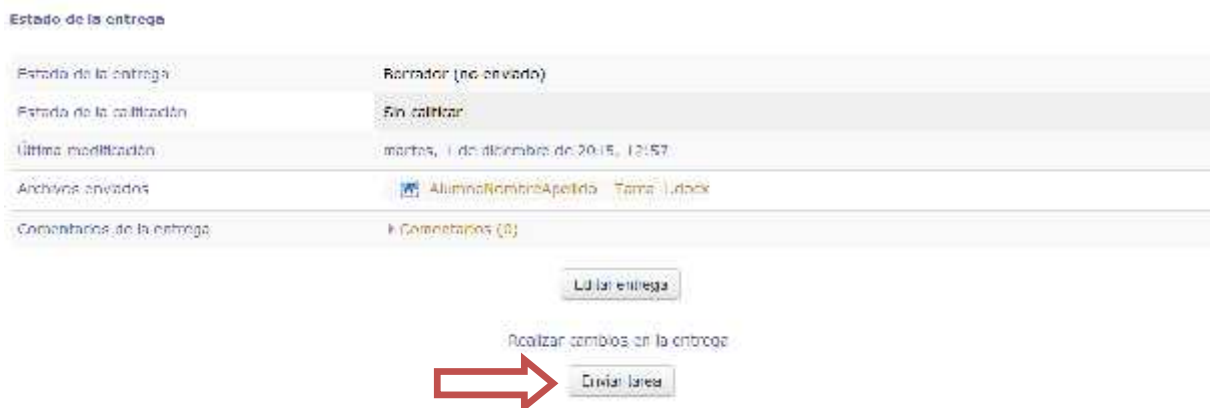 Estado de la entrega
Estado de la entrega Borrador (no enviado)
Estado de la calificación Sin calificar
Última modificación martes, 1 de diciembre de 2015, 12:57
Archivos enviados AlumnoNombreApellido Tarea 1.docx
Comentarios de la entrega Comentarios (0)
Editar entrega
Realizar cambios en la entrega
Enviar tarea